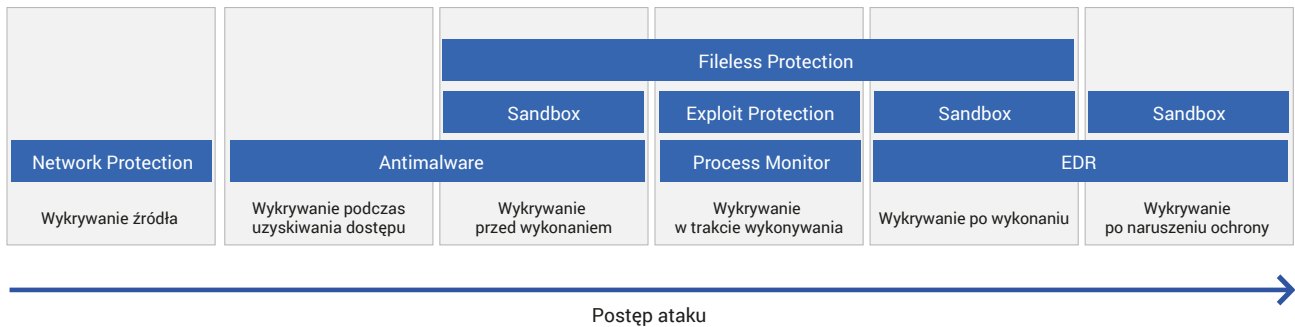 Fileless Protection
Sandbox
Exploit Protection
Sandbox
Sandbox
Network Protection
Antimalware
Process Monitor
EDR
Wykrywanie źródła
Wykrywanie podczas
uzyskiwania dostępu
Wykrywanie
przed wykonaniem
Wykrywanie
w trakcie wykonywania
Wykrywanie po wykonaniu
Wykrywanie
po naruszeniu ochrony
Postęp ataku